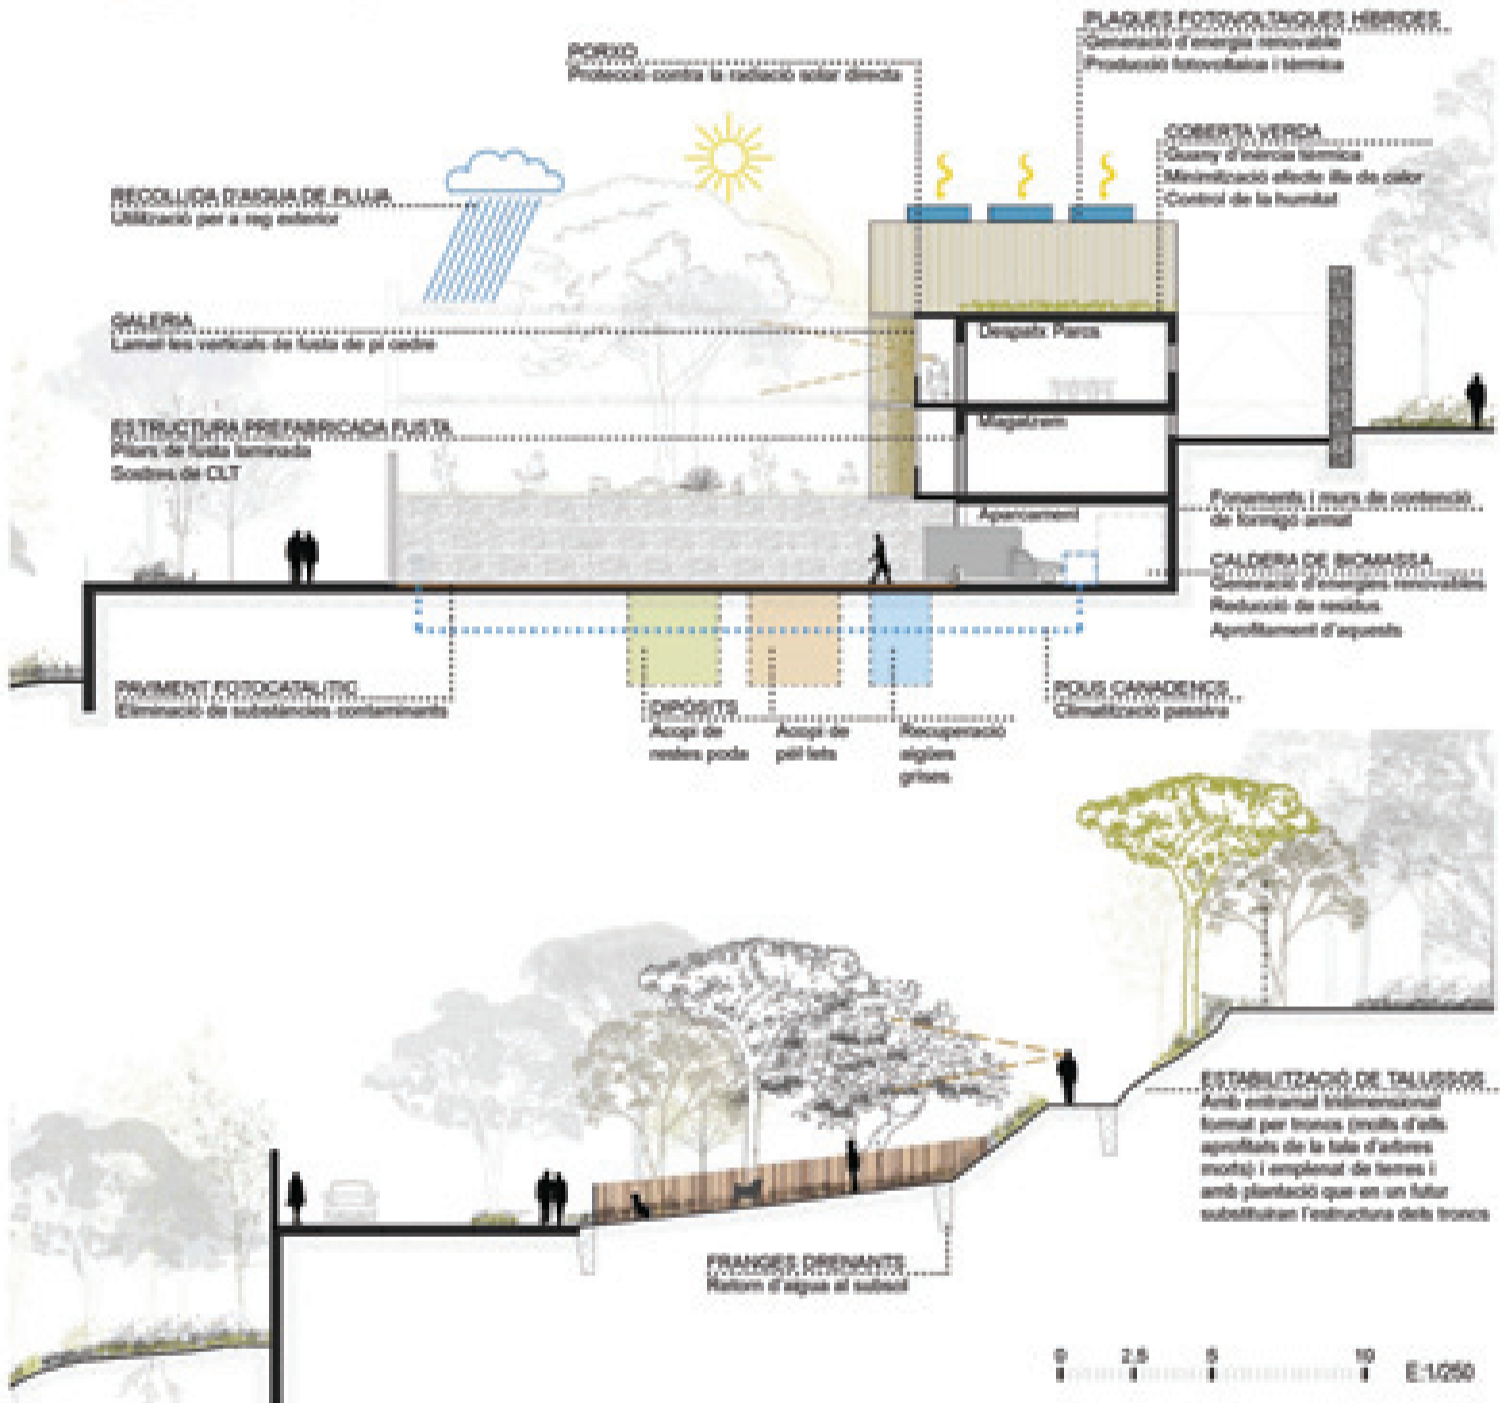 PLAQUES FOTOVOLTAIQUES HÍBRIDES
Generació d'energia renovable
Producció fotovoltaica i tèrmica
PORXO
Protecció contra la radiació solar directa
COBERTA VERDA
Guany d'inèrcia tèrmica
Minimització efecte illa de calor
Control de la humitat
RECOLLIDA D'AIGUA DE PLUJA
Utilització per a reg exterior
GALERIA
Lamel·les verticals de fusta de pi cedre
Despatx Parcs
ESTRUCTURA PREFABRICADA FUSTA
Pilars de fusta laminada
Sostres de CLT
Magatzem
Aparcament
Fonaments i murs de contenció
de formigó armat
CALDERA DE BIOMASSA
Generació d'energies renovables
Reducció de residus
Aprofitament d'aquests
PAVIMENT FOTOCATALÍTIC
Eliminació de substàncies contaminants
DIPÒSITS
Acopi de
restes poda
Acopi de
pèl·lets
Recuperació
aigües
grises
POUS CANADENCS
Climatització passiva
ESTABILITZACIÓ DE TALUSSOS
Amb entramat tridimensional
format per troncs (molts d'ells
aprofitats de la tala d'arbres
morts) i emplenat de terres i
amb plantació que en un futur
substituiran l'estructura dels troncs
FRANGES DRENANTS
Retorn d'aigua al subsol
0 2,5 5 10
E:1/250